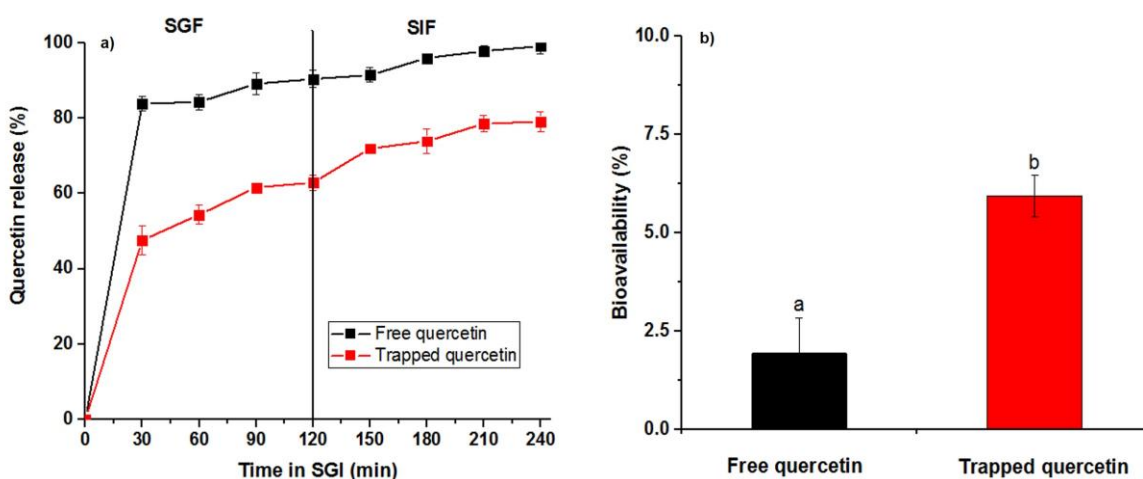 SGF SIF
a)
100
80
60
40
20
0
Quercetin release (%)
Free quercetin
Trapped quercetin
0 30 60 90 120 150 180 210 240
Time in SGI (min)
b)
10.0
7.5
5.0
2.5
0.0
Bioavailability (%)
a
b
Free quercetin Trapped quercetin